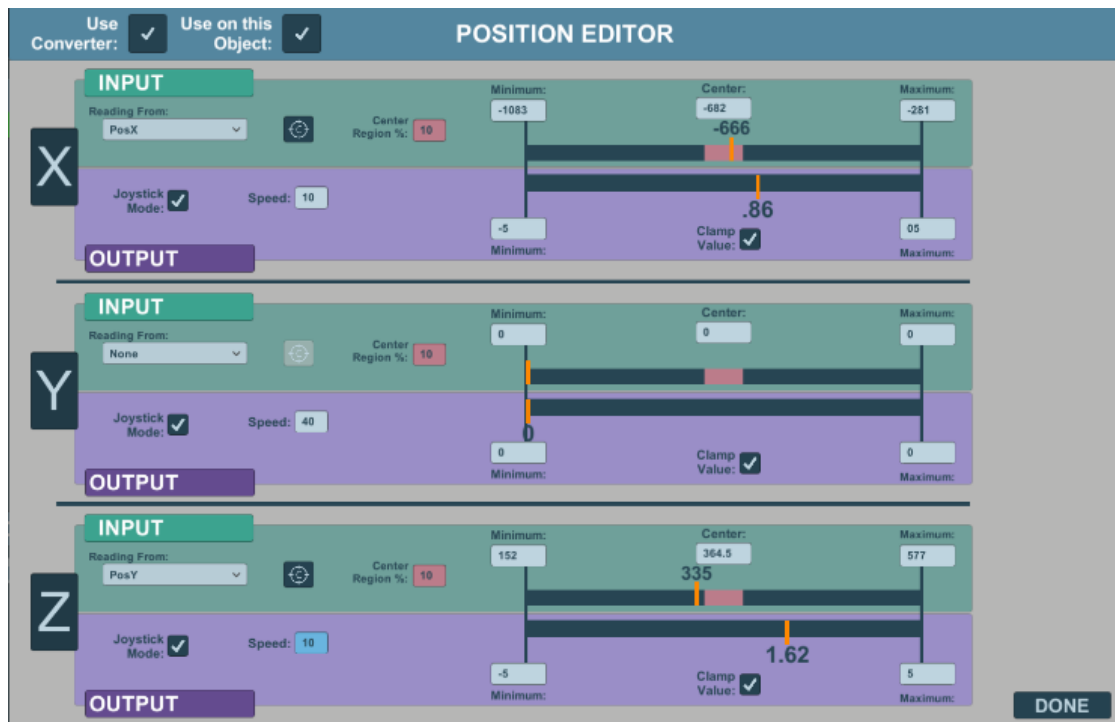 Use Converter: Use on this Object: POSITION EDITOR
X
INPUT
Reading From:
PosX
Center Region %: 10
Minimum: Center: Maximum:
-1083 -682 -281
-666
Joystick Mode: Speed: 10
.86
-5 Clamp Value: 05
Minimum: Maximum:
OUTPUT
Y
INPUT
Reading From:
None
Center Region %: 10
Minimum: Center: Maximum:
0 0 0
Joystick Mode: Speed: 40
0
0 Clamp Value: 0
Minimum: Maximum:
OUTPUT
Z
INPUT
Reading From:
PosY
Center Region %: 10
Minimum: Center: Maximum:
152 364.5 577
335
Joystick Mode: Speed: 10
1.62
-5 Clamp Value: 5
Minimum: Maximum:
OUTPUT
DONE